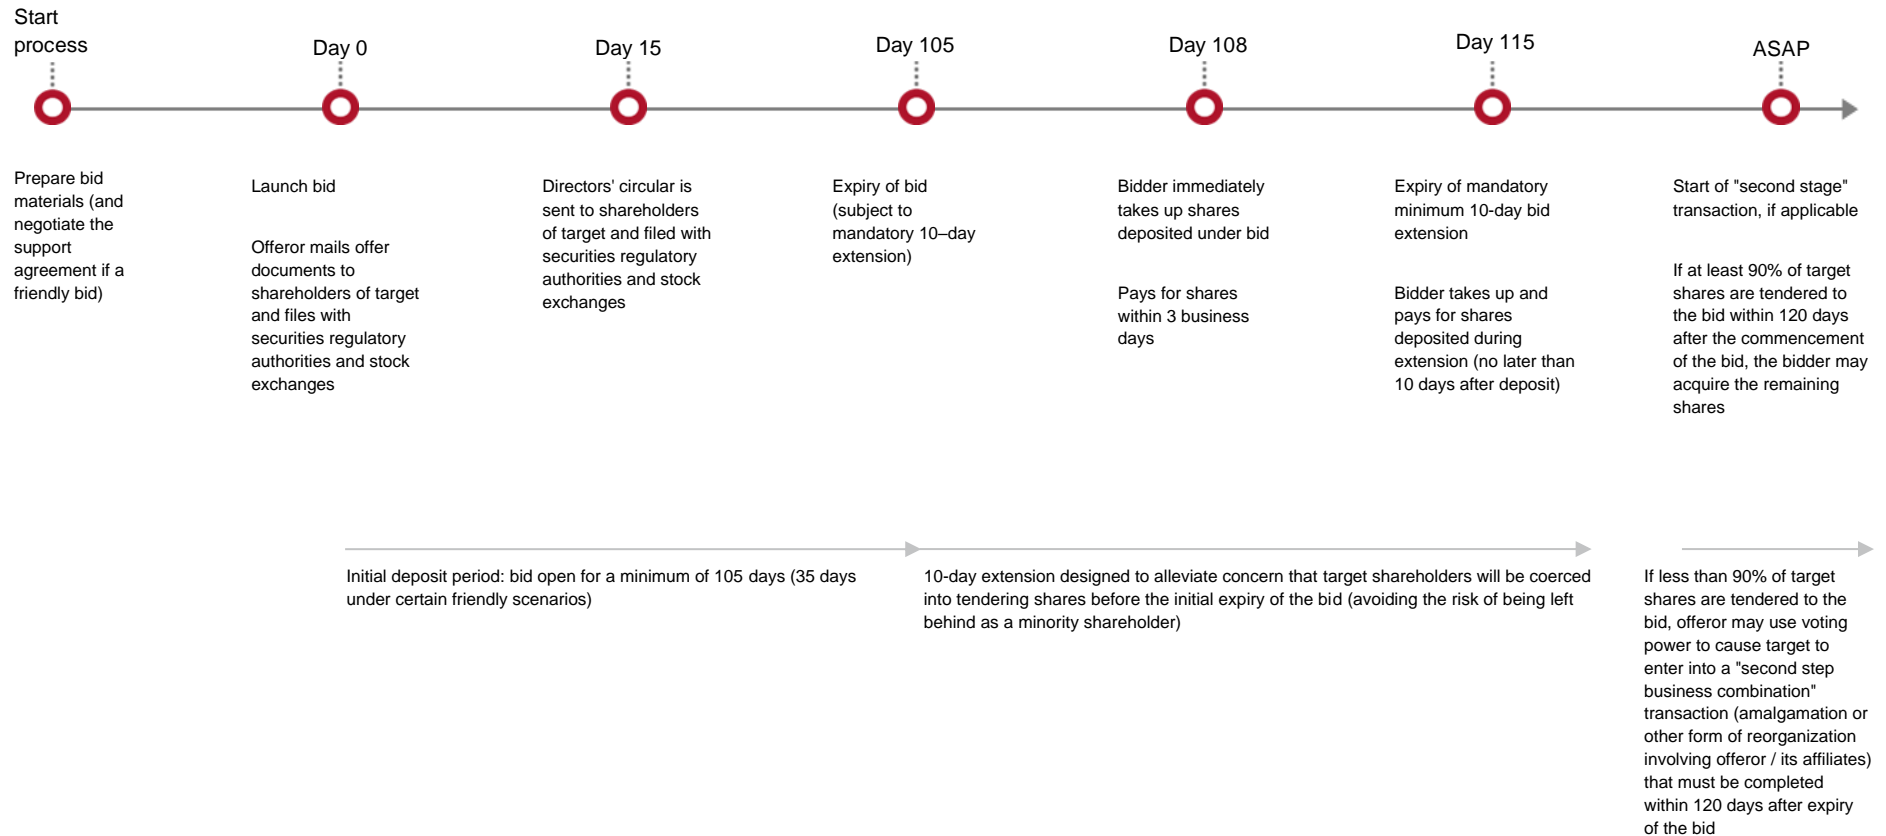 Start
process
Day 0
Day 15
Day 105
Day 108
Day 115
ASAP
Prepare bid
materials (and
negotiate the
support
agreement if a
friendly bid)
Launch bid
Offeror mails offer
documents to
shareholders of target
and files with
securities regulatory
authorities and stock
exchanges
Directors' circular is
sent to shareholders
of target and filed with
securities regulatory
authorities and stock
exchanges
Expiry of bid
(subject to
mandatory 10–day
extension)
Bidder immediately
takes up shares
deposited under bid
Pays for shares
within 3 business
days
Expiry of mandatory
minimum 10-day bid
extension
Bidder takes up and
pays for shares
deposited during
extension (no later than
10 days after deposit)
Start of "second stage"
transaction, if applicable
If at least 90% of target
shares are tendered to
the bid within 120 days
after the commencement
of the bid, the bidder may
acquire the remaining
shares
Initial deposit period: bid open for a minimum of 105 days (35 days
under certain friendly scenarios)
10-day extension designed to alleviate concern that target shareholders will be coerced
into tendering shares before the initial expiry of the bid (avoiding the risk of being left
behind as a minority shareholder)
If less than 90% of target
shares are tendered to the
bid, offeror may use voting
power to cause target to
enter into a "second step
business combination"
transaction (amalgamation or
other form of reorganization
involving offeror / its affiliates)
that must be completed
within 120 days after expiry
of the bid